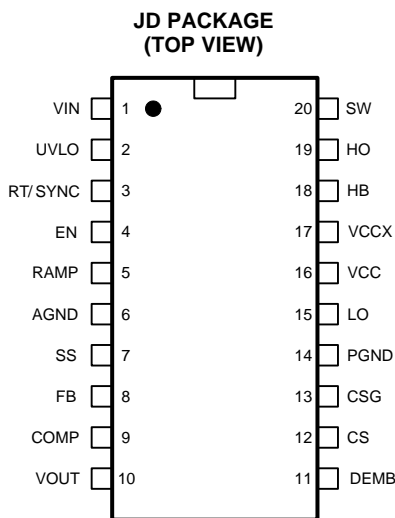 JD PACKAGE
(TOP VIEW)
VIN 1 20 SW
UVLO 2 19 HO
RT/SYNC 3 18 HB
EN 4 17 VCCX
RAMP 5 16 VCC
AGND 6 15 LO
SS 7 14 PGND
FB 8 13 CSG
COMP 9 12 CS
VOUT 10 11 DEMB